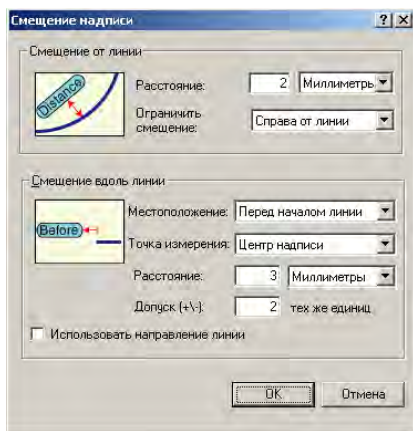 Смещение надписи
Смещение от линии
Distance
Расстояние: 2 Миллиметрь
Ограничить смещение: Справа от линии
Смещение вдоль линии
Before
Местоположение: Перед началом линии
Точка измерения: Центр надписи
Расстояние: 3 Миллиметры
Допуск (+\-): 2 тех же единиц
Использовать направление линии
OK Отмена